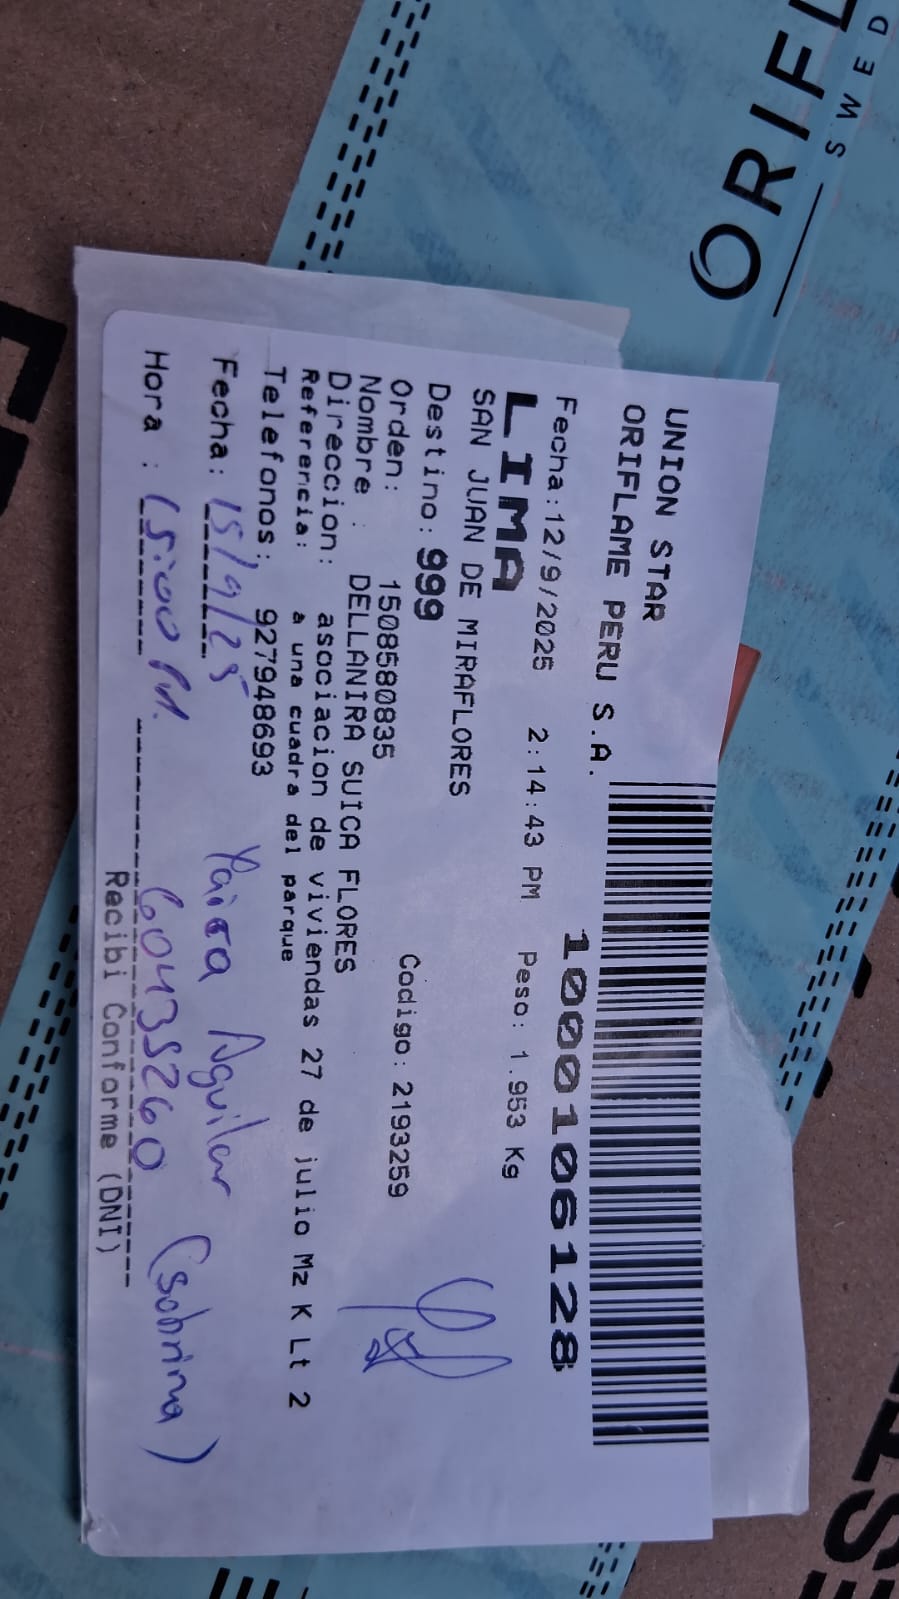 ORIFL
SWED
UNION STAR
ORIFLAME PERU S.A.
1000106128
Fecha:12/9/2025 2:14:43 PM Peso: 1.953 Kg
LIMA
SAN JUAN DE MIRAFLORES
Destino: 999
Orden: 1508580835 Codigo: 2193259
Nombre : DELLANIRA SUICA FLORES
Direccion: asociacion de viviendas 27 de julio Mz K Lt 2
Referencia: a una cuadra del parque
Telefonos: 927948693
Fecha: 15/9/25 Yaira Aguilar
Hora : 15:00 PM. 60435260 (sobrina)
Recibi Conforme (DNI)